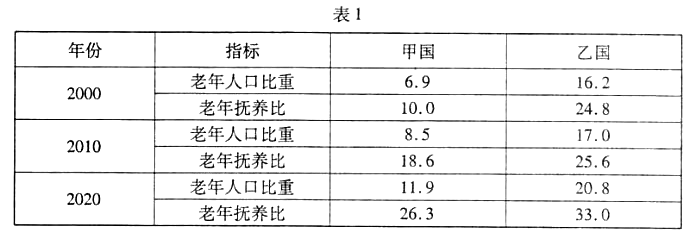 表1
年份 指标 甲国 乙国
2000 老年人口比重 6.9 16.2
老年抚养比 10.0 24.8
2010 老年人口比重 8.5 17.0
老年抚养比 18.6 25.6
2020 老年人口比重 11.9 20.8
老年抚养比 26.3 33.0